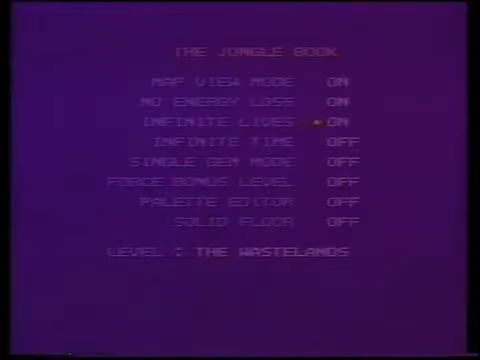 THE JUNGLE BOOK
MAP VIEW MODE ON
NO ENERGY LOSS ON
INFINITE LIVES ON
INFINITE TIME OFF
SINGLE GEM MODE OFF
FORCE BONUS LEVEL OFF
PALETTE EDITOR OFF
SOLID FLOOR OFF
LEVEL : THE WASTELANDS